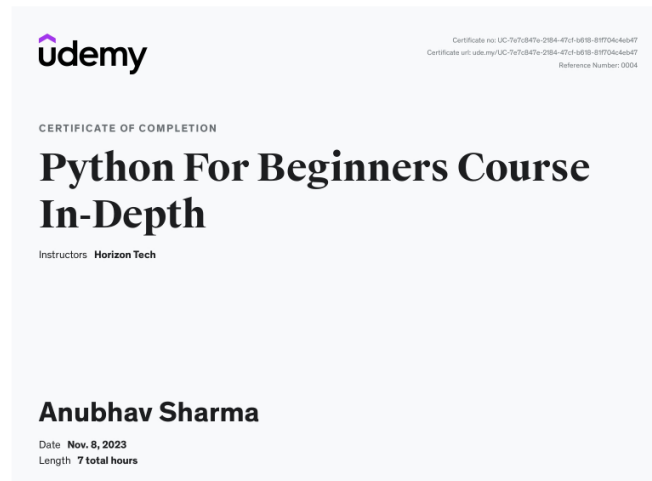 udemy
Certificate no: UC-7e7c847e-2184-47cf-b618-81f704c4eb47
Certificate url: ude.my/UC-7e7c847e-2184-47cf-b618-81f704c4eb47
Reference Number: 0004
CERTIFICATE OF COMPLETION
Python For Beginners Course
In-Depth
Instructors Horizon Tech
Anubhav Sharma
Date Nov. 8, 2023
Length 7 total hours